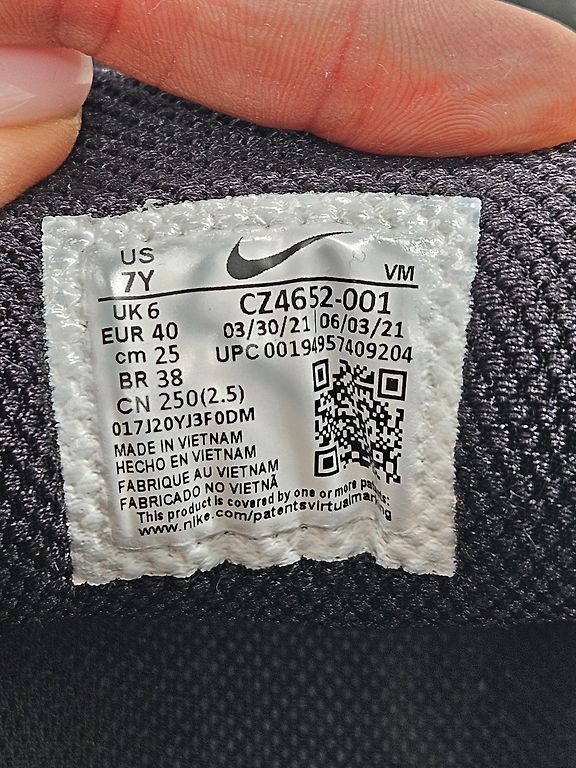 US
7Y
VM
UK 6
CZ4652-001
EUR 40
03/30/21 06/03/21
cm 25
UPC 00194957409204
BR 38
CN 250(2.5)
017J20YJ3F0DM
MADE IN VIETNAM
HECHO EN VIETNAM
FABRIQUE AU VIETNAM
FABRICADO NO VIETNÃ
This product is covered by one or more patents:
www.nike.com/patentsvirtualmarking